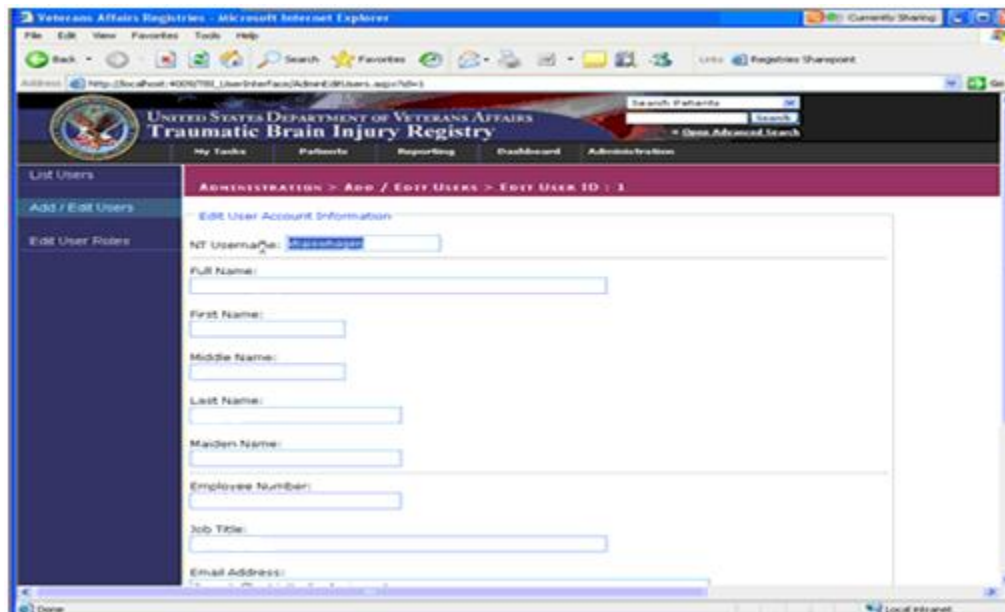 Veterans Affairs Registries - Microsoft Internet Explorer
Currently Sharing
File Edit View Favorites Tools Help
Back Search Favorites Links Registries Sharepoint
Address Go
Search Patients
UNITED STATES DEPARTMENT OF VETERANS AFFAIRS
Search
Traumatic Brain Injury Registry
Open Advanced Search
My Tasks Patients Reporting Dashboard Administration
List Users
ADMINISTRATION > ADD / EDIT USERS > EDIT USER ID : 1
Add / Edit Users
Edit User Account Information
Edit User Roles
NT Username:
Full Name:
First Name:
Middle Name:
Last Name:
Maiden Name:
Employee Number:
Job Title:
Email Address:
Done
Local intranet